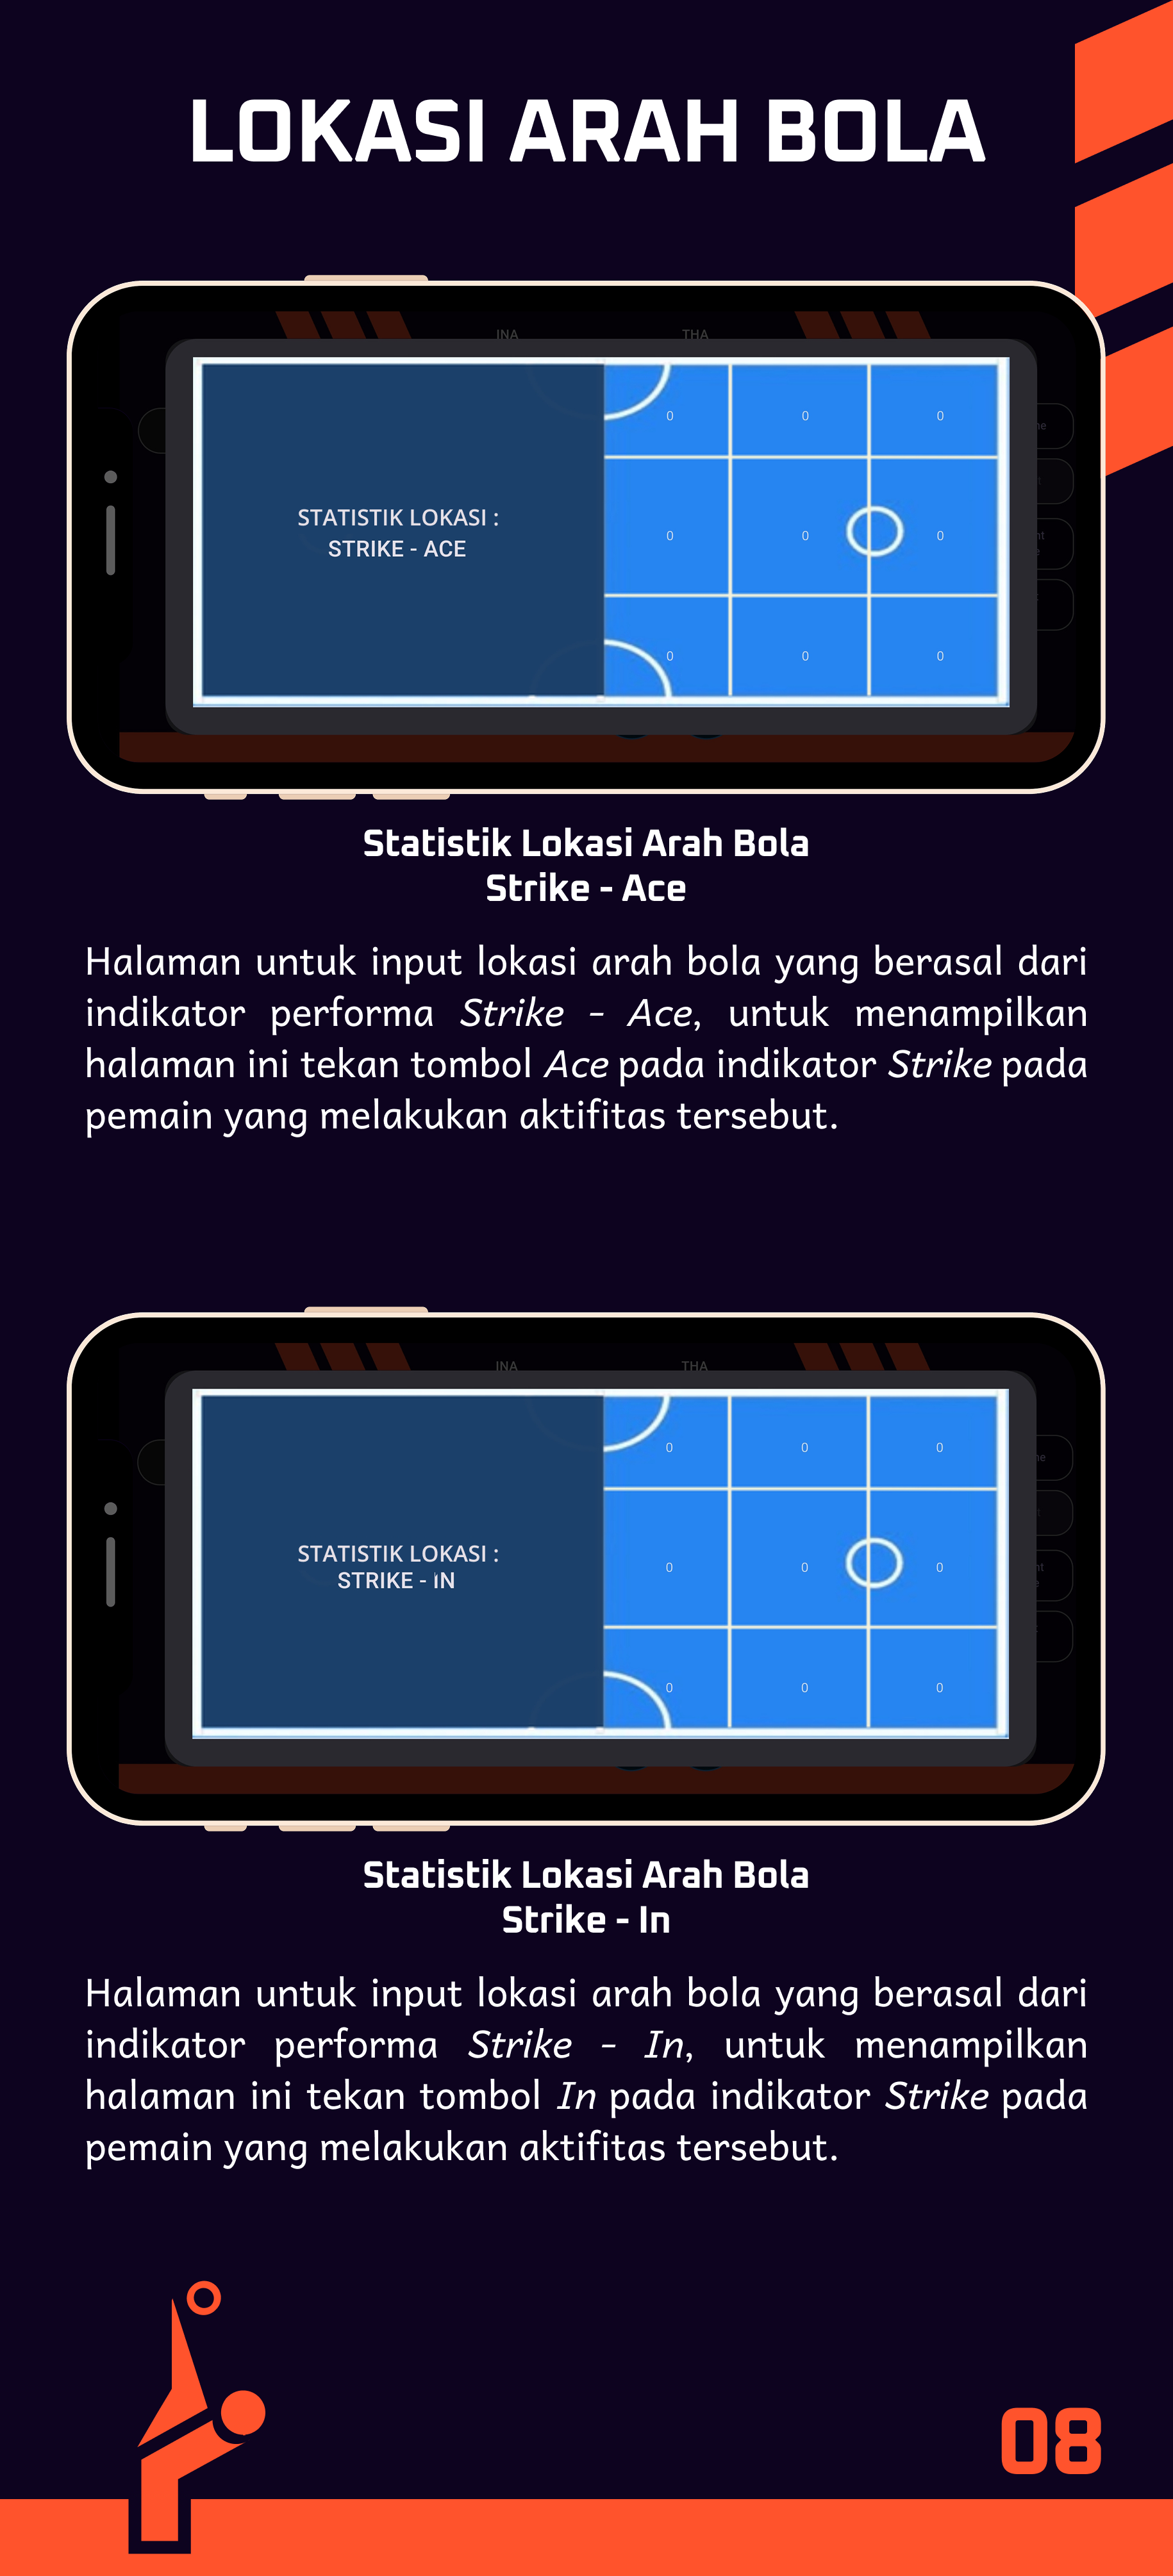 LOKASI ARAH BOLA
INA THA
STATISTIK LOKASI :
STRIKE - ACE
0 0 0
0 0 0
0 0 0
Statistik Lokasi Arah Bola
Strike - Ace
Halaman untuk input lokasi arah bola yang berasal dari
indikator performa Strike - Ace, untuk menampilkan
halaman ini tekan tombol Ace pada indikator Strike pada
pemain yang melakukan aktifitas tersebut.
INA THA
STATISTIK LOKASI :
STRIKE - IN
0 0 0
0 0 0
0 0 0
Statistik Lokasi Arah Bola
Strike - In
Halaman untuk input lokasi arah bola yang berasal dari
indikator performa Strike - In, untuk menampilkan
halaman ini tekan tombol In pada indikator Strike pada
pemain yang melakukan aktifitas tersebut.
08